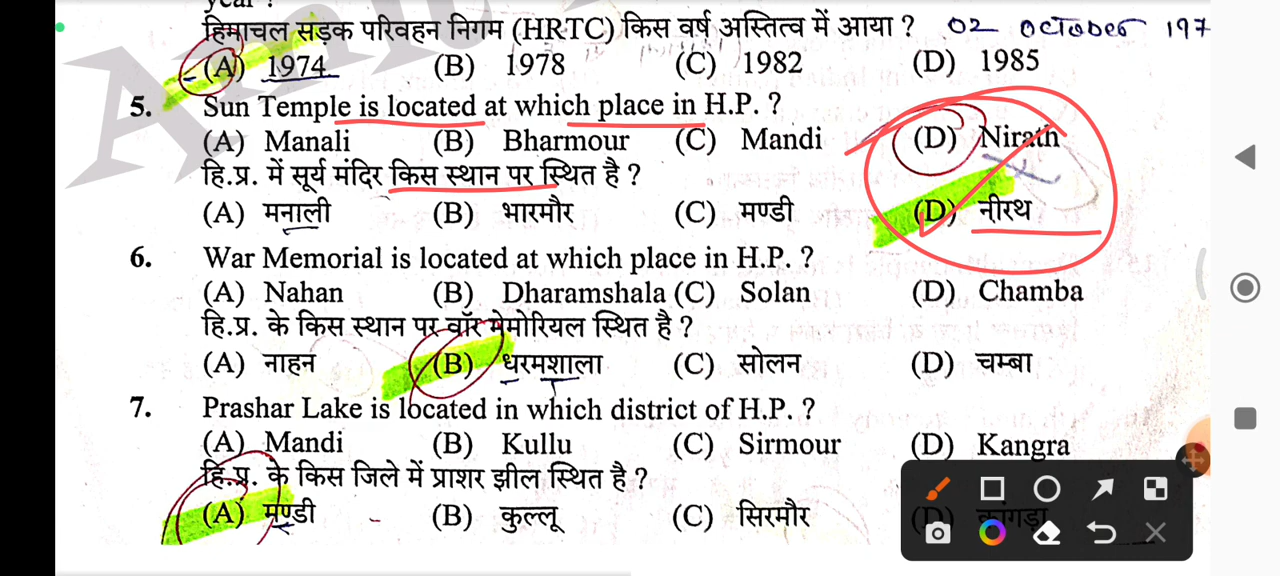 हिमाचल सड़क परिवहन निगम (HRTC) किस वर्ष अस्तित्व में आया ? 02 October 197
(A) 1974 (B) 1978 (C) 1982 (D) 1985
5. Sun Temple is located at which place in H.P. ?
(A) Manali (B) Bharmour (C) Mandi (D) Nirath
हि.प्र. में सूर्य मंदिर किस स्थान पर स्थित है ?
(A) मनाली (B) भारमौर (C) मण्डी (D) नीरथ
6. War Memorial is located at which place in H.P. ?
(A) Nahan (B) Dharamshala (C) Solan (D) Chamba
हि.प्र. के किस स्थान पर वॉर मेमोरियल स्थित है ?
(A) नाहन (B) धरमशाला (C) सोलन (D) चम्बा
7. Prashar Lake is located in which district of H.P. ?
(A) Mandi (B) Kullu (C) Sirmour (D) Kangra
हि.प्र. के किस जिले में प्राशर झील स्थित है ?
(A) मण्डी (B) कुल्लू (C) सिरमौर (D) कांगड़ा